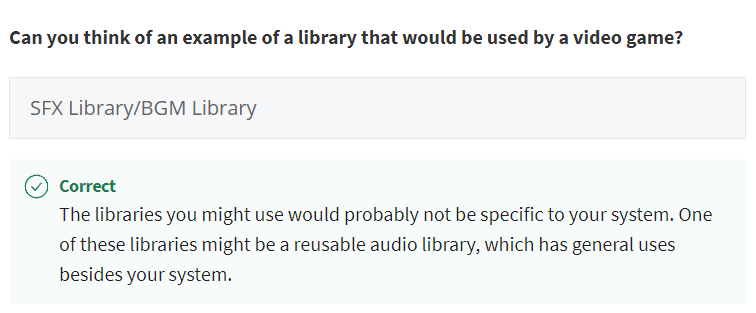 Can you think of an example of a library that would be used by a video game?
SFX Library/BGM Library
Correct
The libraries you might use would probably not be specific to your system. One
of these libraries might be a reusable audio library, which has general uses
besides your system.